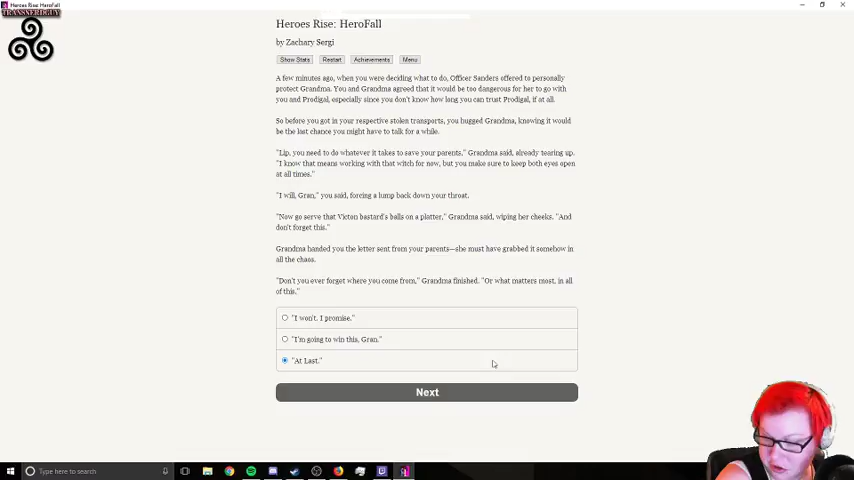 Heroes Rise: HeroFall
TRANSNERDGUY
Heroes Rise: HeroFall
by Zachary Sergi
Show Stats Restart Achievements Menu
A few minutes ago, when you were deciding what to do, Officer Sanders offered to personally
protect Grandma. You and Grandma agreed that it would be too dangerous for her to go with
you and Prodigal, especially since you don't know how long you can trust Prodigal, if at all.
So before you got in your respective stolen transports, you hugged Grandma, knowing it would
be the last chance you might have to talk for a while.
"Lip, you need to do whatever it takes to save your parents," Grandma said, already tearing up.
"I know that means working with that witch for now, but you make sure to keep both eyes open
at all times."
"I will, Gran," you said, forcing a lump back down your throat.
"Now go serve that Victon bastard's balls on a platter," Grandma said, wiping her cheeks. "And
don't forget this."
Grandma handed you the letter sent from your parents—she must have grabbed it somehow in
all the chaos.
"Don't you ever forget where you come from," Grandma finished. "Or what matters most, in all
of this."
"I won't. I promise."
"I'm going to win this, Gran."
"At Last."
Next
Type here to search